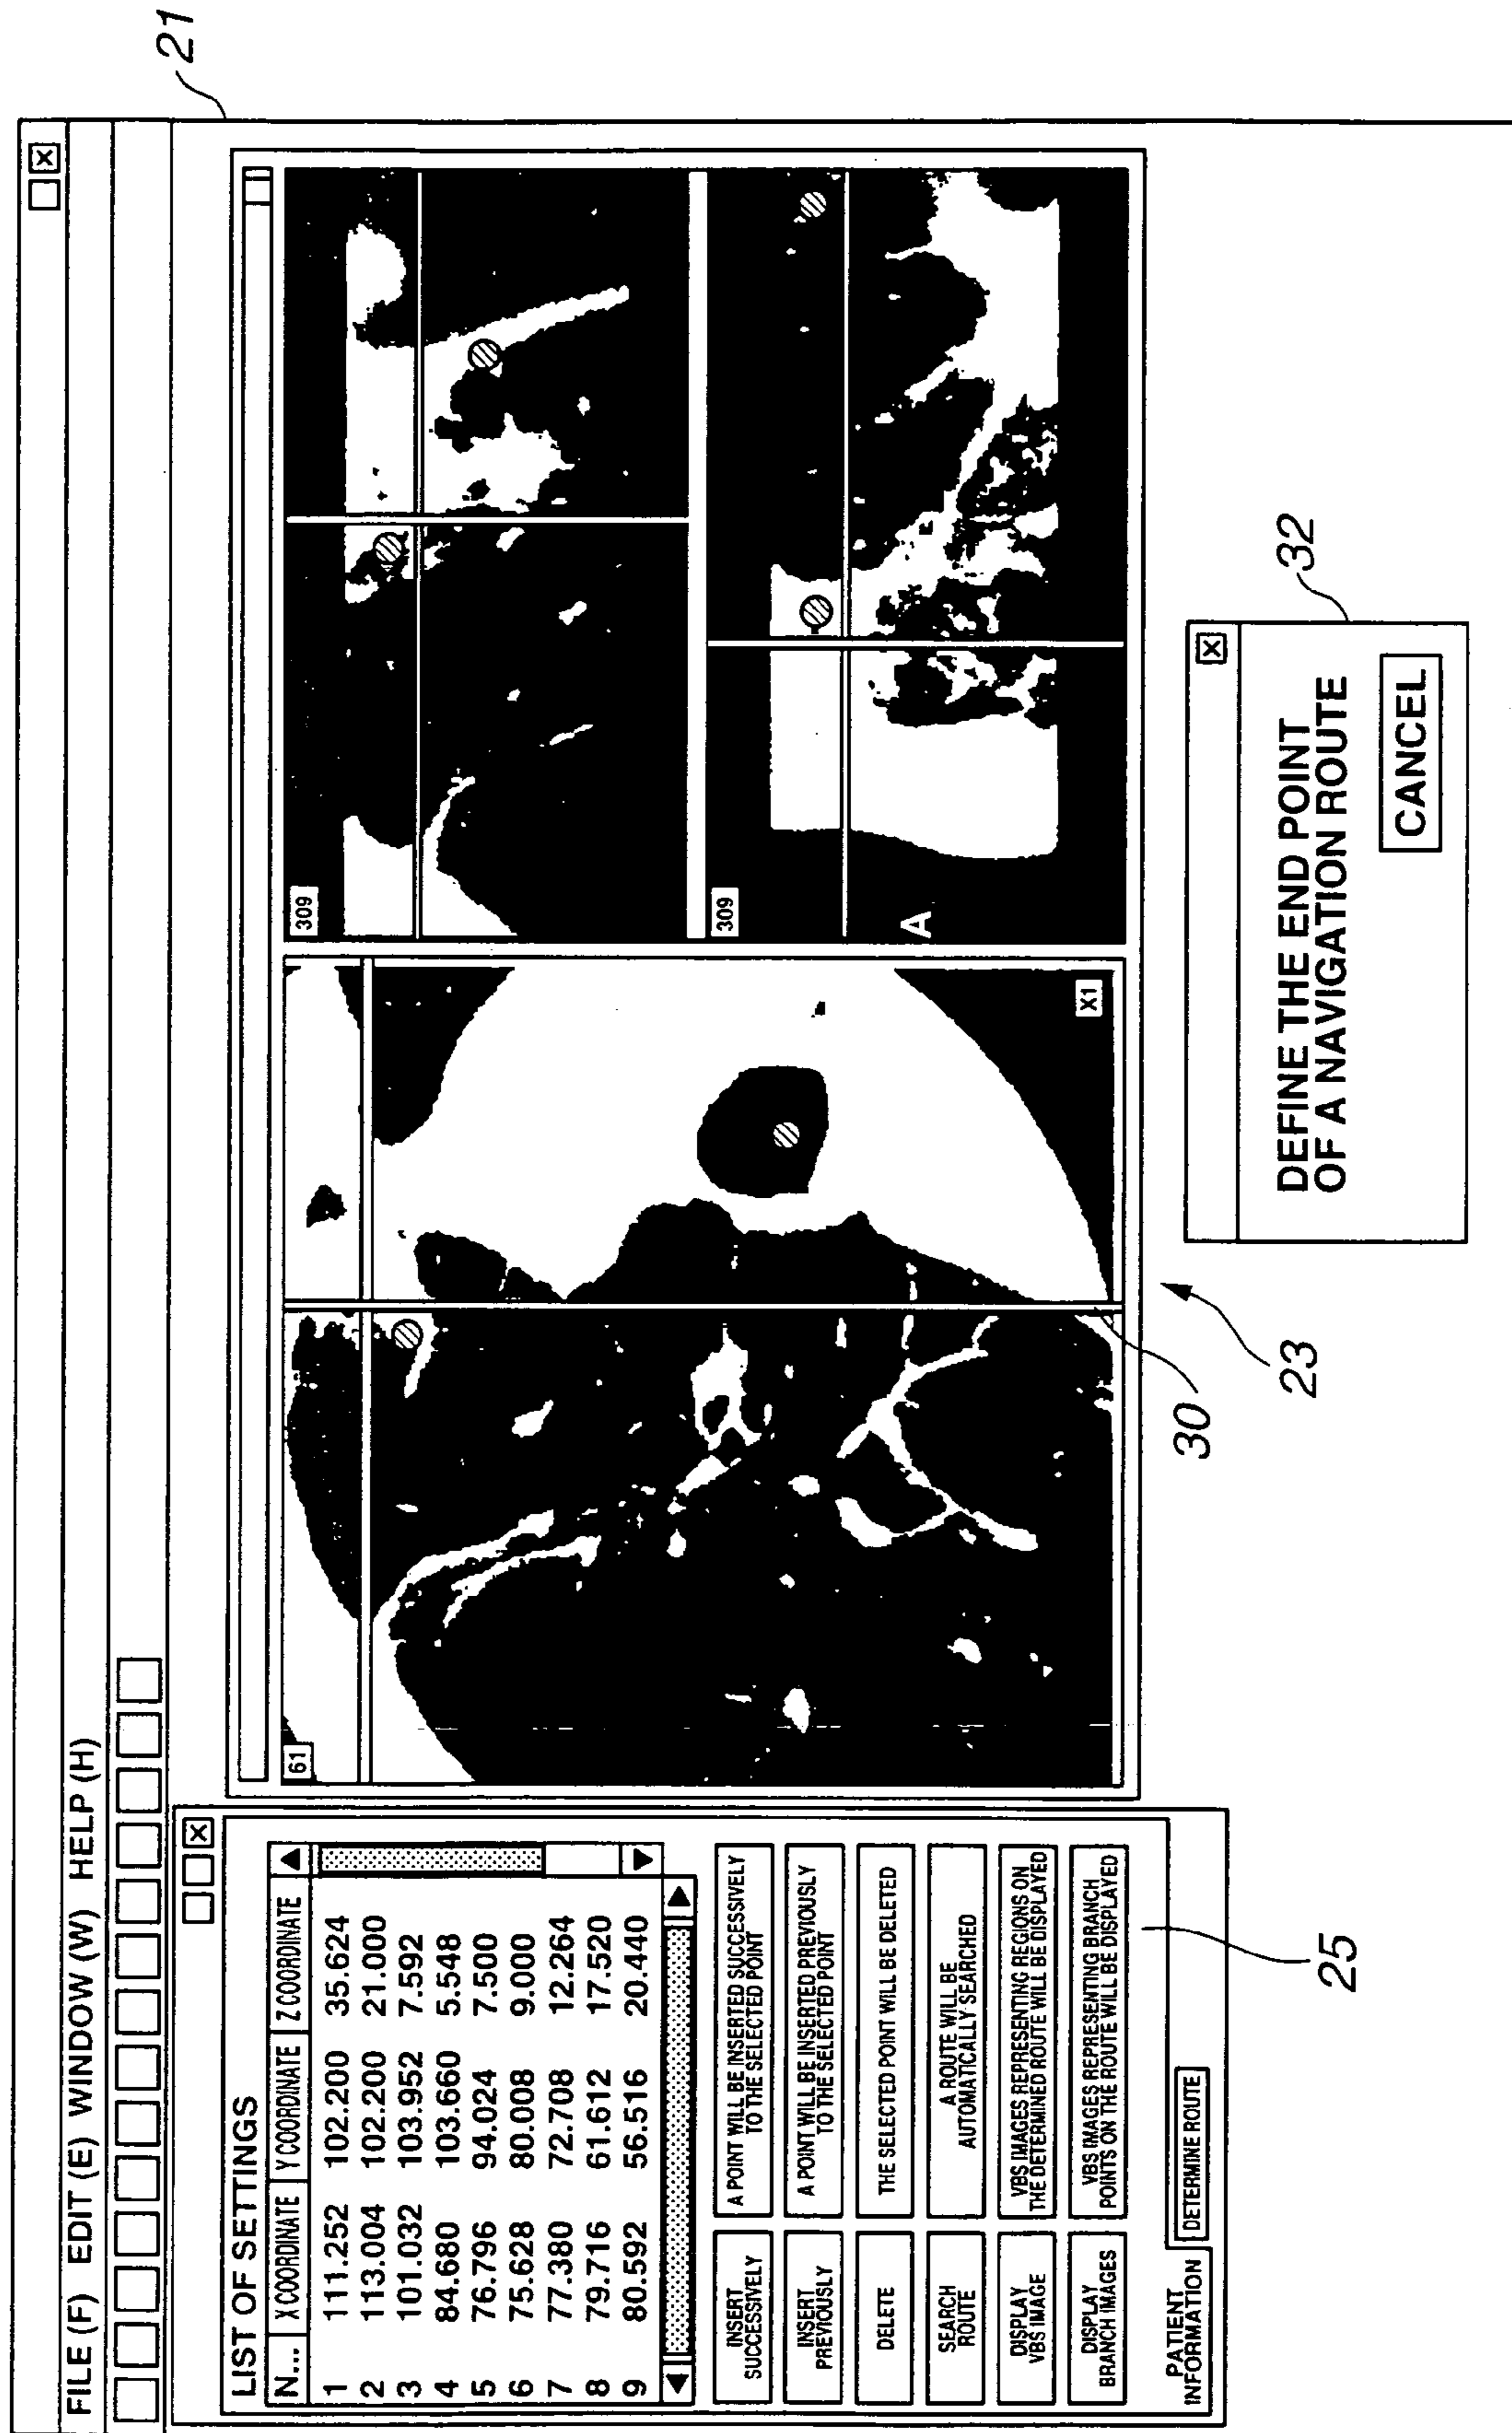 21
FILE (F) EDIT (E) WINDOW (W) HELP (H)
LIST OF SETTINGS
N... X COORDINATE Y COORDINATE Z COORDINATE
1 111.252 102.200 35.624
2 113.004 102.200 21.000
3 101.032 103.952 7.592
4 84.680 103.660 5.548
5 76.796 94.024 7.500
6 75.628 80.008 9.000
7 77.380 72.708 12.264
8 79.716 61.612 17.520
9 80.592 56.516 20.440
INSERT
SUCCESSIVELY
A POINT WILL BE INSERTED SUCCESSIVELY
TO THE SELECTED POINT
INSERT
PREVIOUSLY
A POINT WILL BE INSERTED PREVIOUSLY
TO THE SELECTED POINT
DELETE
THE SELECTED POINT WILL BE DELETED
SEARCH
ROUTE
A ROUTE WILL BE
AUTOMATICALLY SEARCHED
DISPLAY
VBS IMAGE
VBS IMAGES REPRESENTING REGIONS ON
THE DETERMINED ROUTE WILL BE DISPLAYED
DISPLAY
BRANCH IMAGES
VBS IMAGES REPRESENTING BRANCH
POINTS ON THE ROUTE WILL BE DISPLAYED
PATIENT
INFORMATION
DETERMINE ROUTE
25
61
X1
309
309
A
30
23
32
DEFINE THE END POINT
OF A NAVIGATION ROUTE
CANCEL